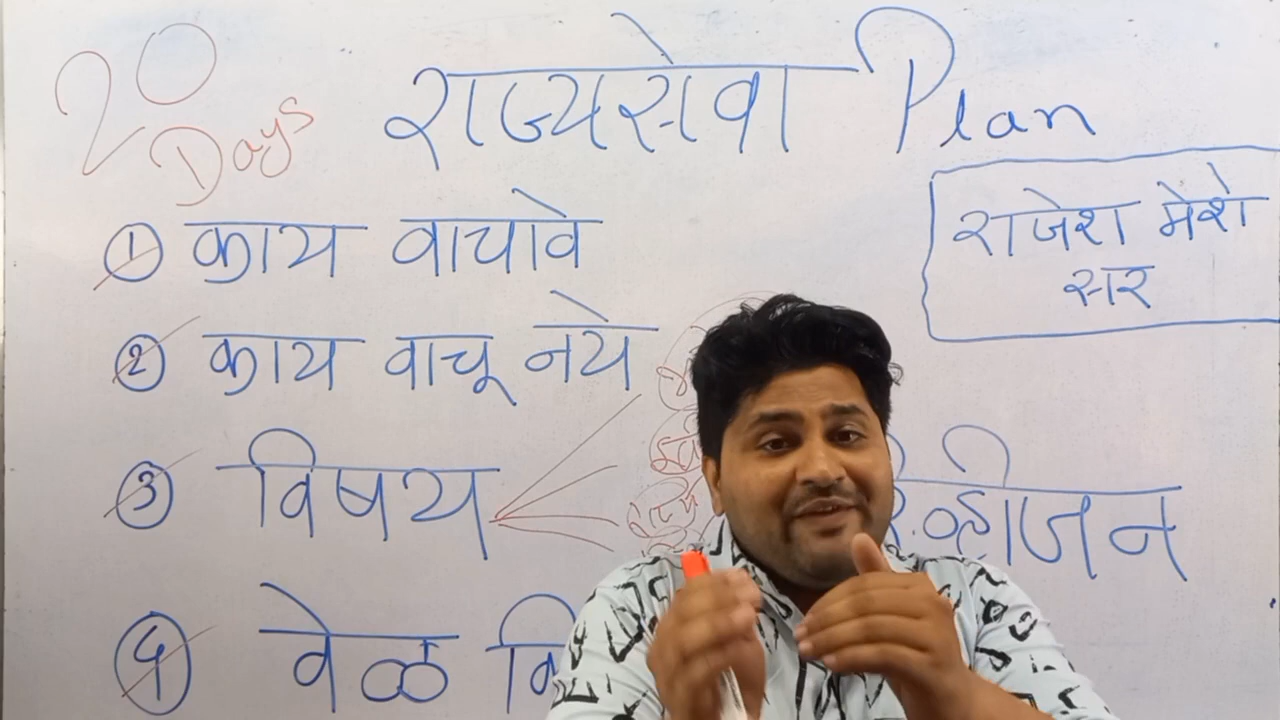 20 Days
राज्यसेवा Plan
राजेश मेशे
सर
① काय वाचावे
② काय वाचू नये
③ विषय
रिव्हीजन
④ वेळ